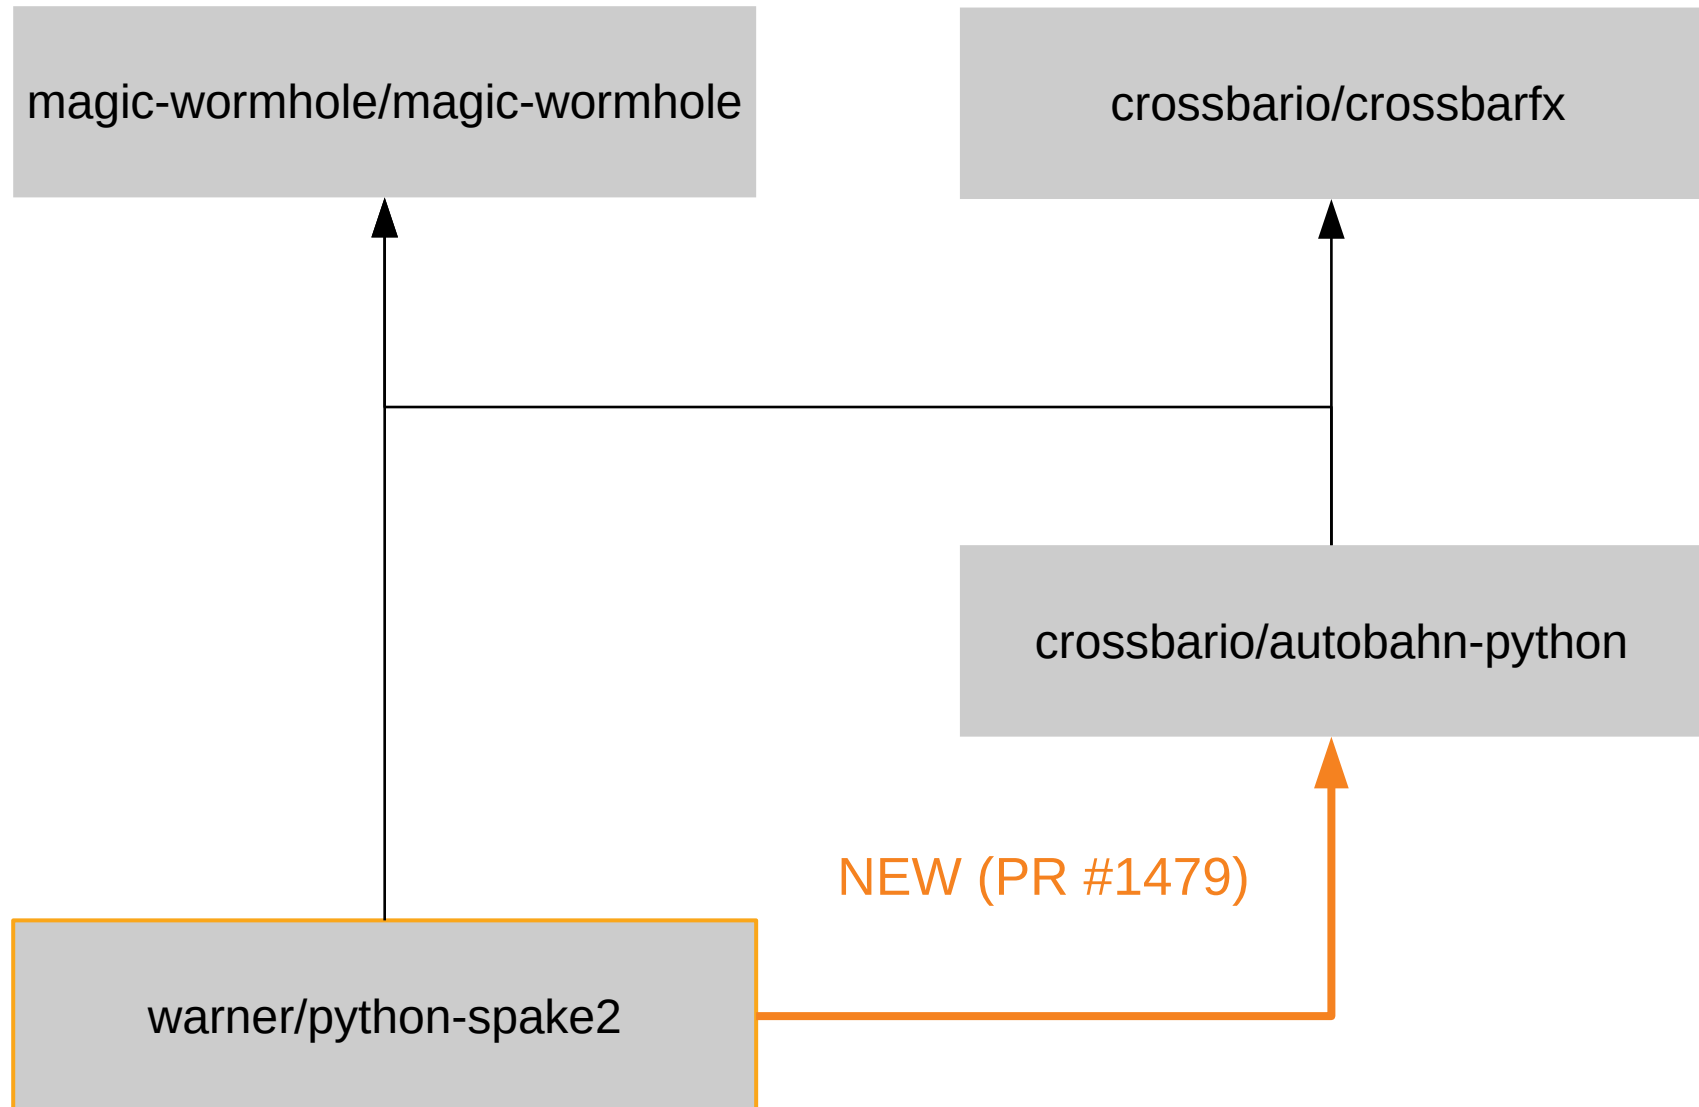 magic-wormhole/magic-wormhole
crossbario/crossbarfx
crossbario/autobahn-python
NEW (PR #1479)
warner/python-spake2